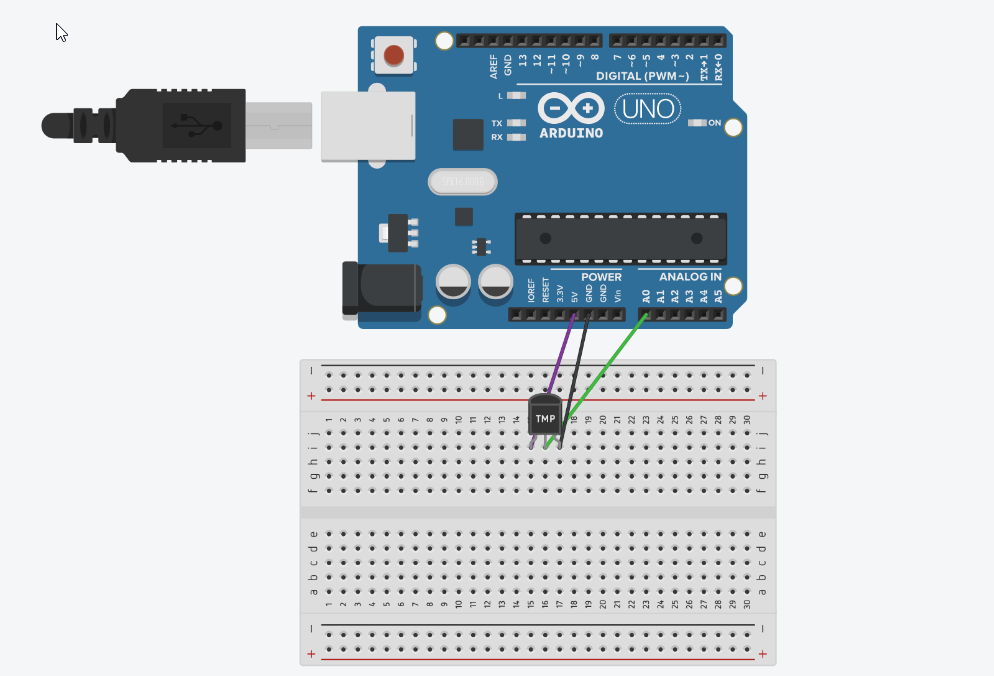 AREF GND 13 12 ~11 ~10 ~9 8 7 ~6 ~5 4 ~3 2 TX→1 RX←0
DIGITAL (PWM~)
L
TX
RX
UNO
ON
ARDUINO
POWER
ANALOG IN
IOREF RESET 3.3V 5V GND GND Vin A0 A1 A2 A3 A4 A5
− −
+ +
TMP
1 2 3 4 5 6 7 8 9 10 11 12 13 14 18 19 20 21 22 23 24 25 26 27 28 29 30
j j
i i
h h
g g
f f
e e
d d
c c
b b
a a
1 2 3 4 5 6 7 8 9 10 11 12 13 14 15 16 17 18 19 20 21 22 23 24 25 26 27 28 29 30
− −
+ +